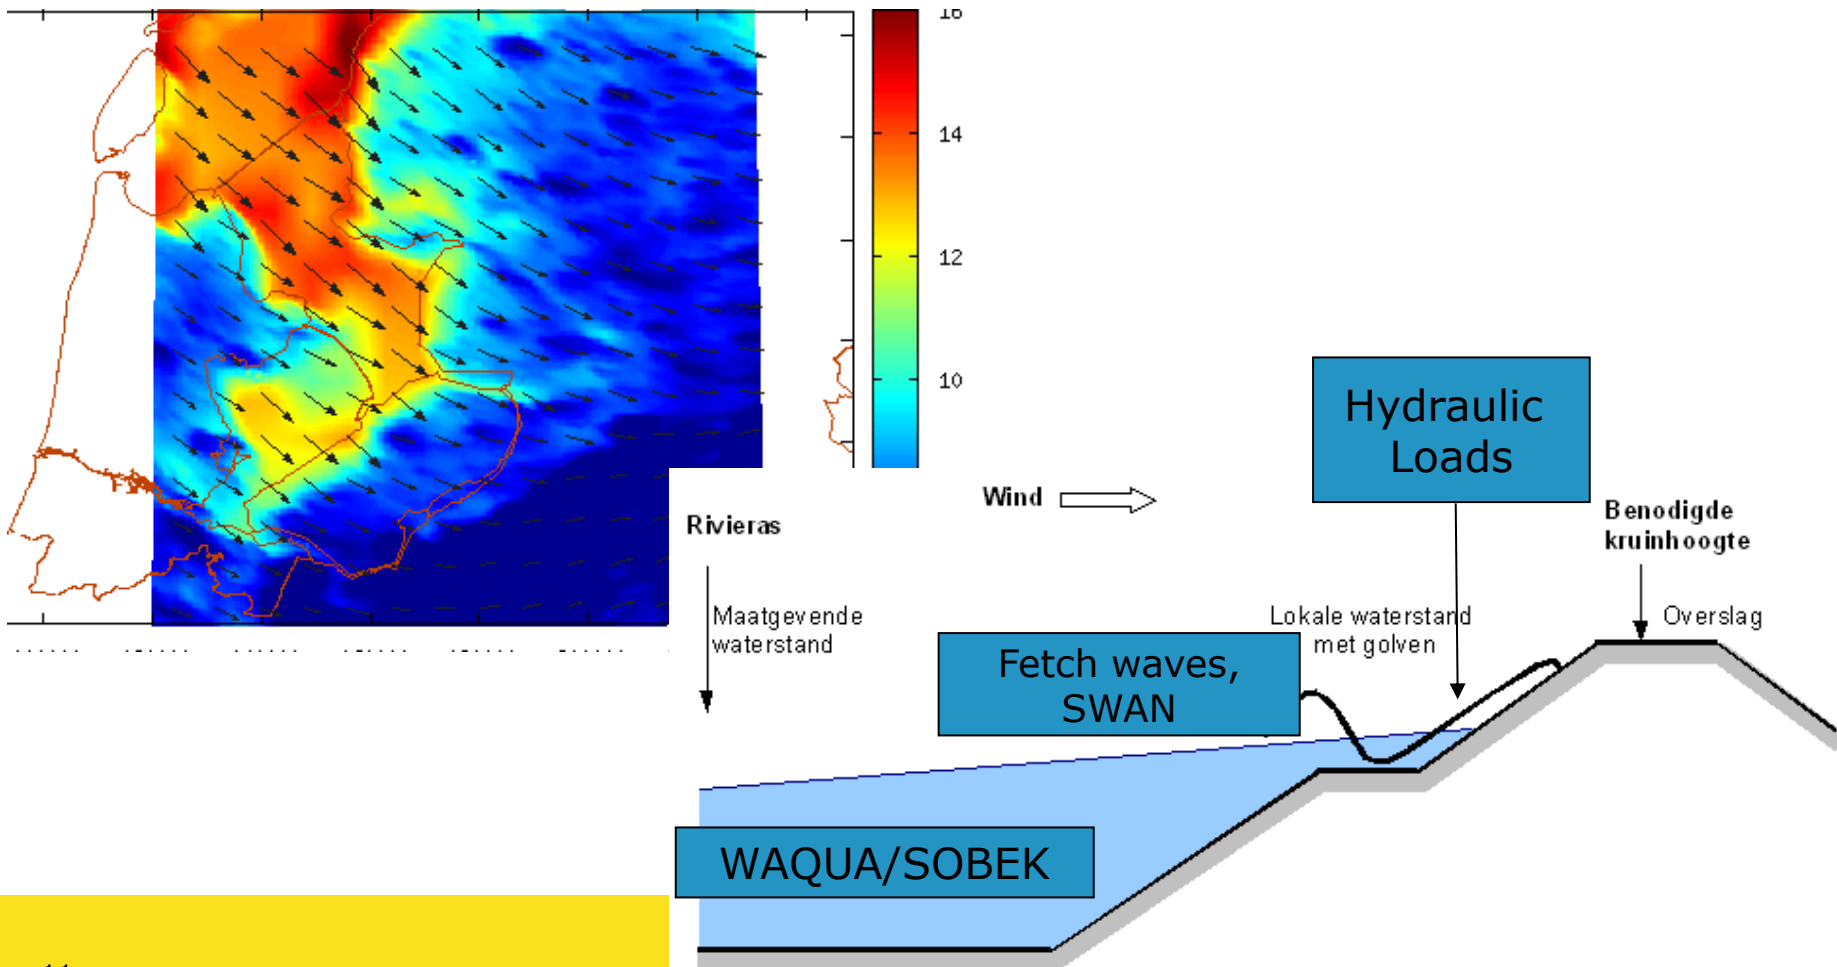 16
14
12
10
Hydraulic
Loads
Wind
Benodigde
kruinhoogte
Rivieras
Maatgevende
waterstand
Lokale waterstand
met golven
Overslag
Fetch waves,
SWAN
WAQUA/SOBEK